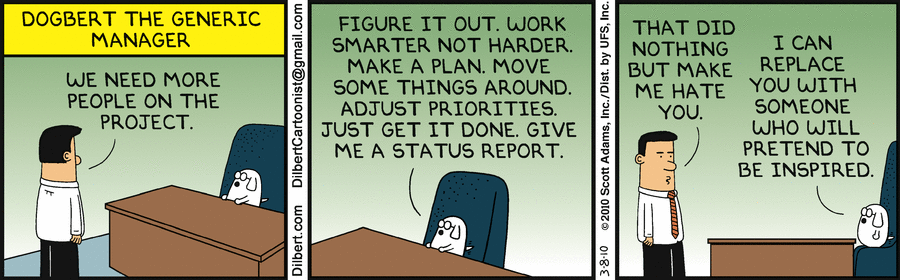 DOGBERT THE GENERIC
MANAGER
WE NEED MORE
PEOPLE ON THE
PROJECT.
Dilbert.com DilbertCartoonist@gmail.com
FIGURE IT OUT. WORK
SMARTER NOT HARDER.
MAKE A PLAN. MOVE
SOME THINGS AROUND.
ADJUST PRIORITIES.
JUST GET IT DONE. GIVE
ME A STATUS REPORT.
3-8-10 ©2010 Scott Adams, Inc./Dist. by UFS, Inc.
THAT DID
NOTHING
BUT MAKE
ME HATE
YOU.
I CAN
REPLACE
YOU WITH
SOMEONE
WHO WILL
PRETEND TO
BE INSPIRED.